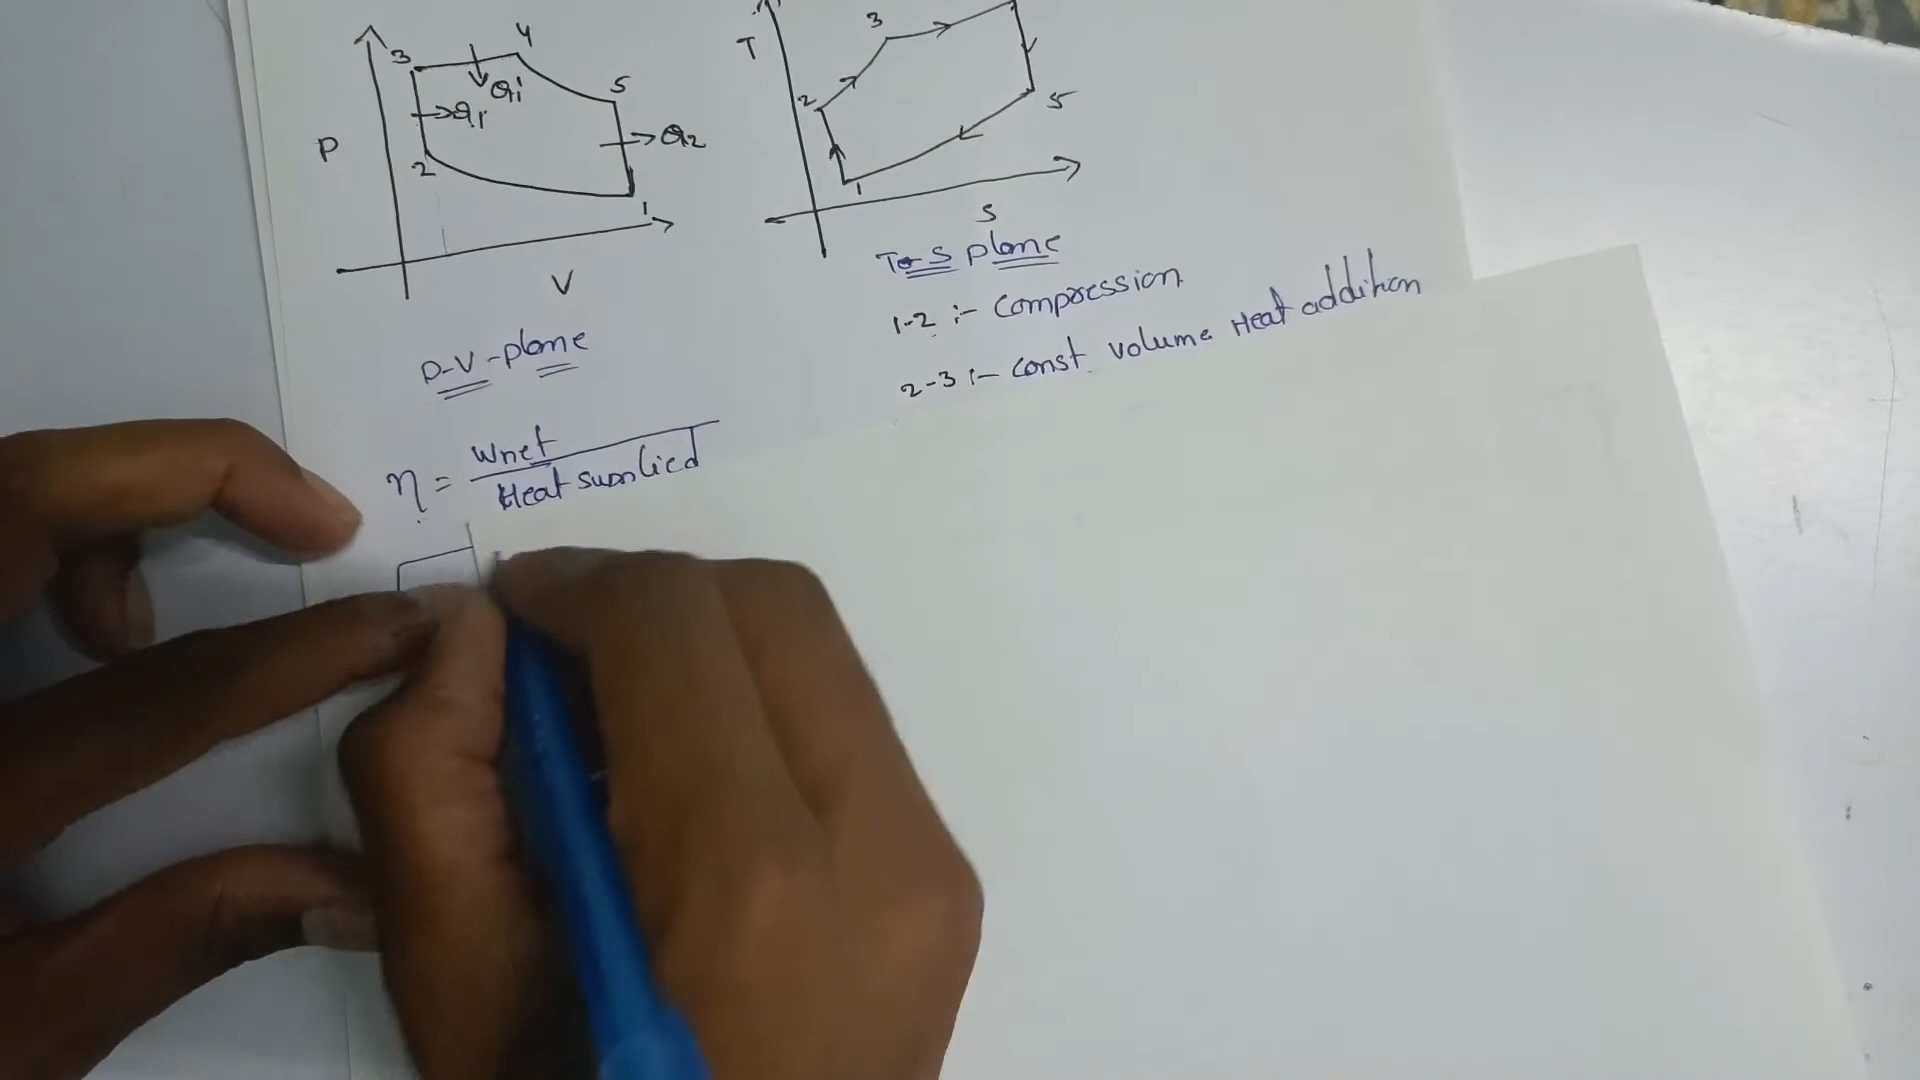 3
4
Q1'
Q1
5
Q2
P
2
1
V
P-V-plane
T
3
2
5
1
S
T-S plane
1-2 :- Compression
2-3 :- Const volume Heat addition
η = Wnet
Heat supplied